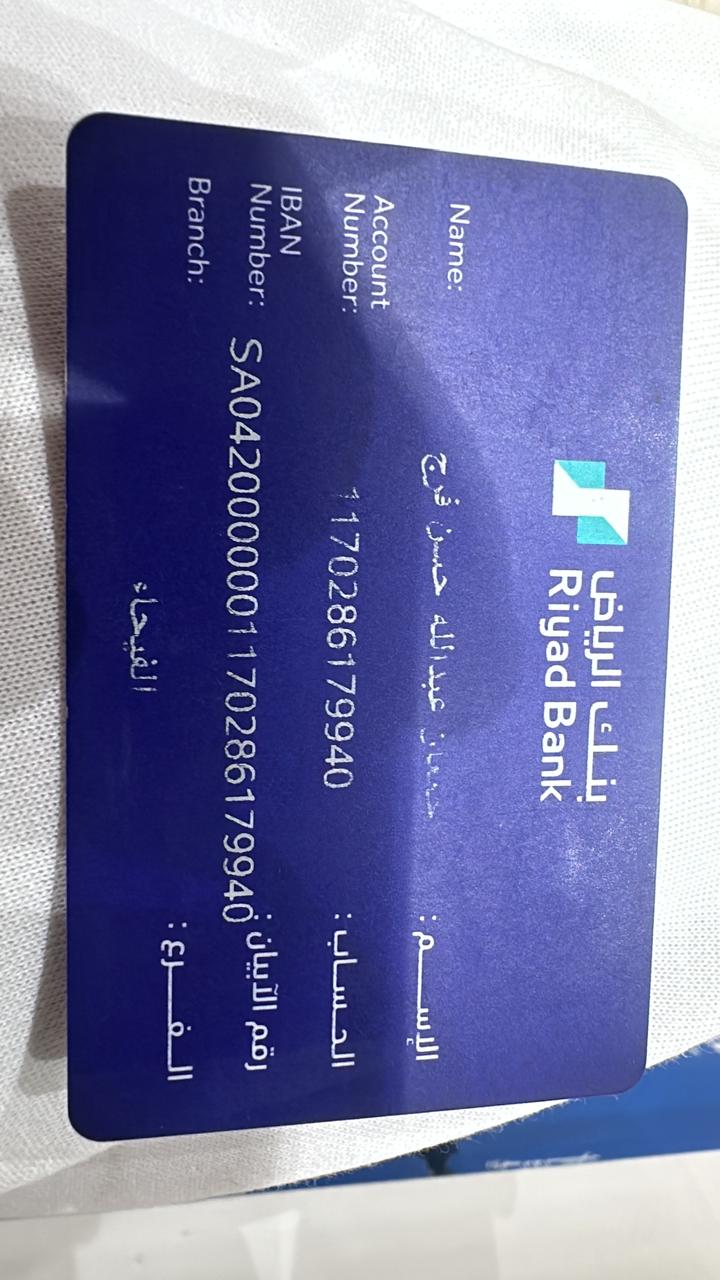 بنك الرياض
Riyad Bank
Name: عبدالله حسن فرج الإسم :
Account Number: 1170286179940 الحساب :
IBAN Number: SA0420000001170286179940 رقم الآيبان :
Branch: الفيحاء الفرع :